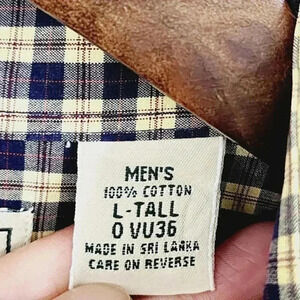 MEN'S
100% COTTON
L-TALL
0 VU36
MADE IN SRI LANKA
CARE ON REVERSE